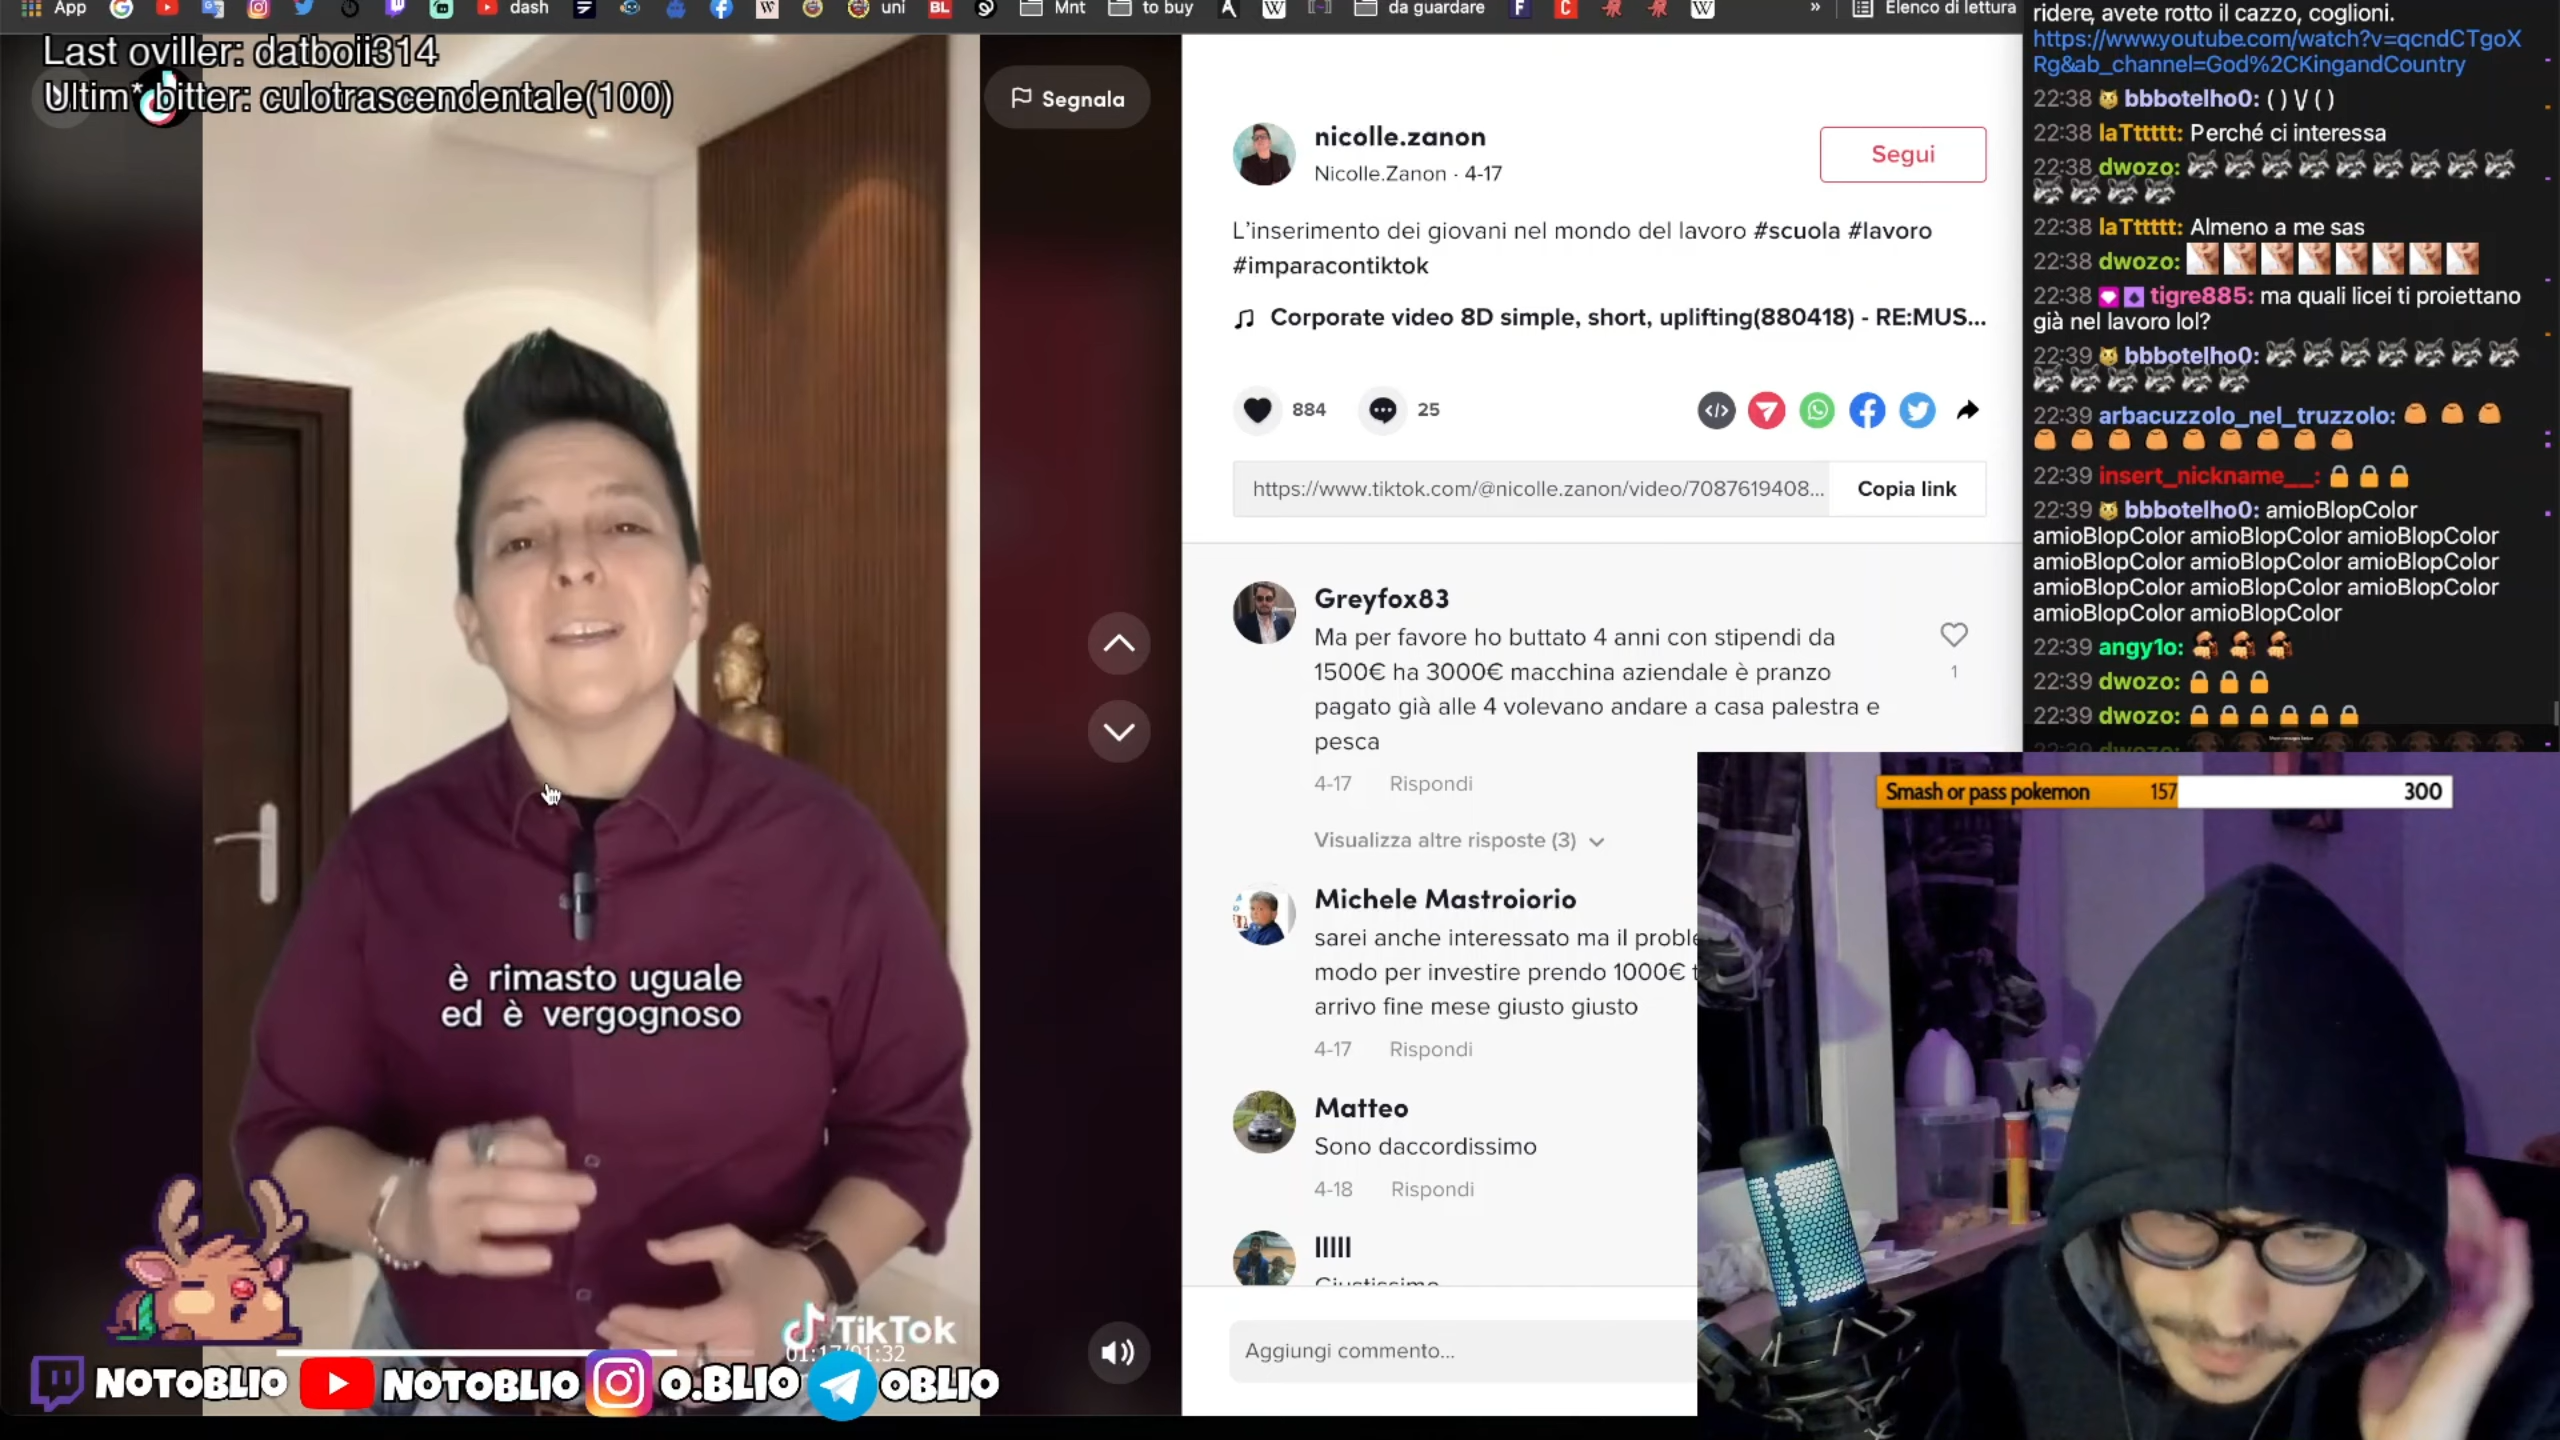 App
dash
uni
BL
Mnt
to buy
da guardare
Elenco di lettura
Last oviller: datboii314
Ultim* bitter: culotrascendentale(100)
Segnala
è rimasto uguale
ed è vergognoso
TikTok
01:17/01:32
NOTOBLIO
NOTOBLIO
O.BLIO
OBLIO
nicolle.zanon
Nicolle.Zanon · 4-17
Segui
L'inserimento dei giovani nel mondo del lavoro #scuola #lavoro
#imparacontiktok
Corporate video 8D simple, short, uplifting(880418) - RE:MUS...
884
25
https://www.tiktok.com/@nicolle.zanon/video/7087619408...
Copia link
Greyfox83
Ma per favore ho buttato 4 anni con stipendi da
1500€ ha 3000€ macchina aziendale è pranzo
pagato già alle 4 volevano andare a casa palestra e
pesca
1
4-17 Rispondi
Visualizza altre risposte (3)
Michele Mastroiorio
sarei anche interessato ma il proble
modo per investire prendo 1000€ t
arrivo fine mese giusto giusto
4-17 Rispondi
Matteo
Sono daccordissimo
4-18 Rispondi
lllll
Giustissimo
Aggiungi commento...
ridere, avete rotto il cazzo, coglioni.
https://www.youtube.com/watch?v=qcndCTgoX
Rg&ab_channel=God%2CKingandCountry
22:38 bbbotelho0: ( ) \/ ( )
22:38 laTttttt: Perché ci interessa
22:38 dwozo:
22:38 laTttttt: Almeno a me sas
22:38 dwozo:
22:38 tigre885: ma quali licei ti proiettano
già nel lavoro lol?
22:39 bbbotelho0:
22:39 arbacuzzolo_nel_truzzolo:
22:39 insert_nickname__:
22:39 bbbotelho0: amioBlopColor
amioBlopColor amioBlopColor amioBlopColor
amioBlopColor amioBlopColor amioBlopColor
amioBlopColor amioBlopColor amioBlopColor
amioBlopColor amioBlopColor
22:39 angy1o:
22:39 dwozo:
22:39 dwozo:
22:39 dwozo:
Smash or pass pokemon 157 300